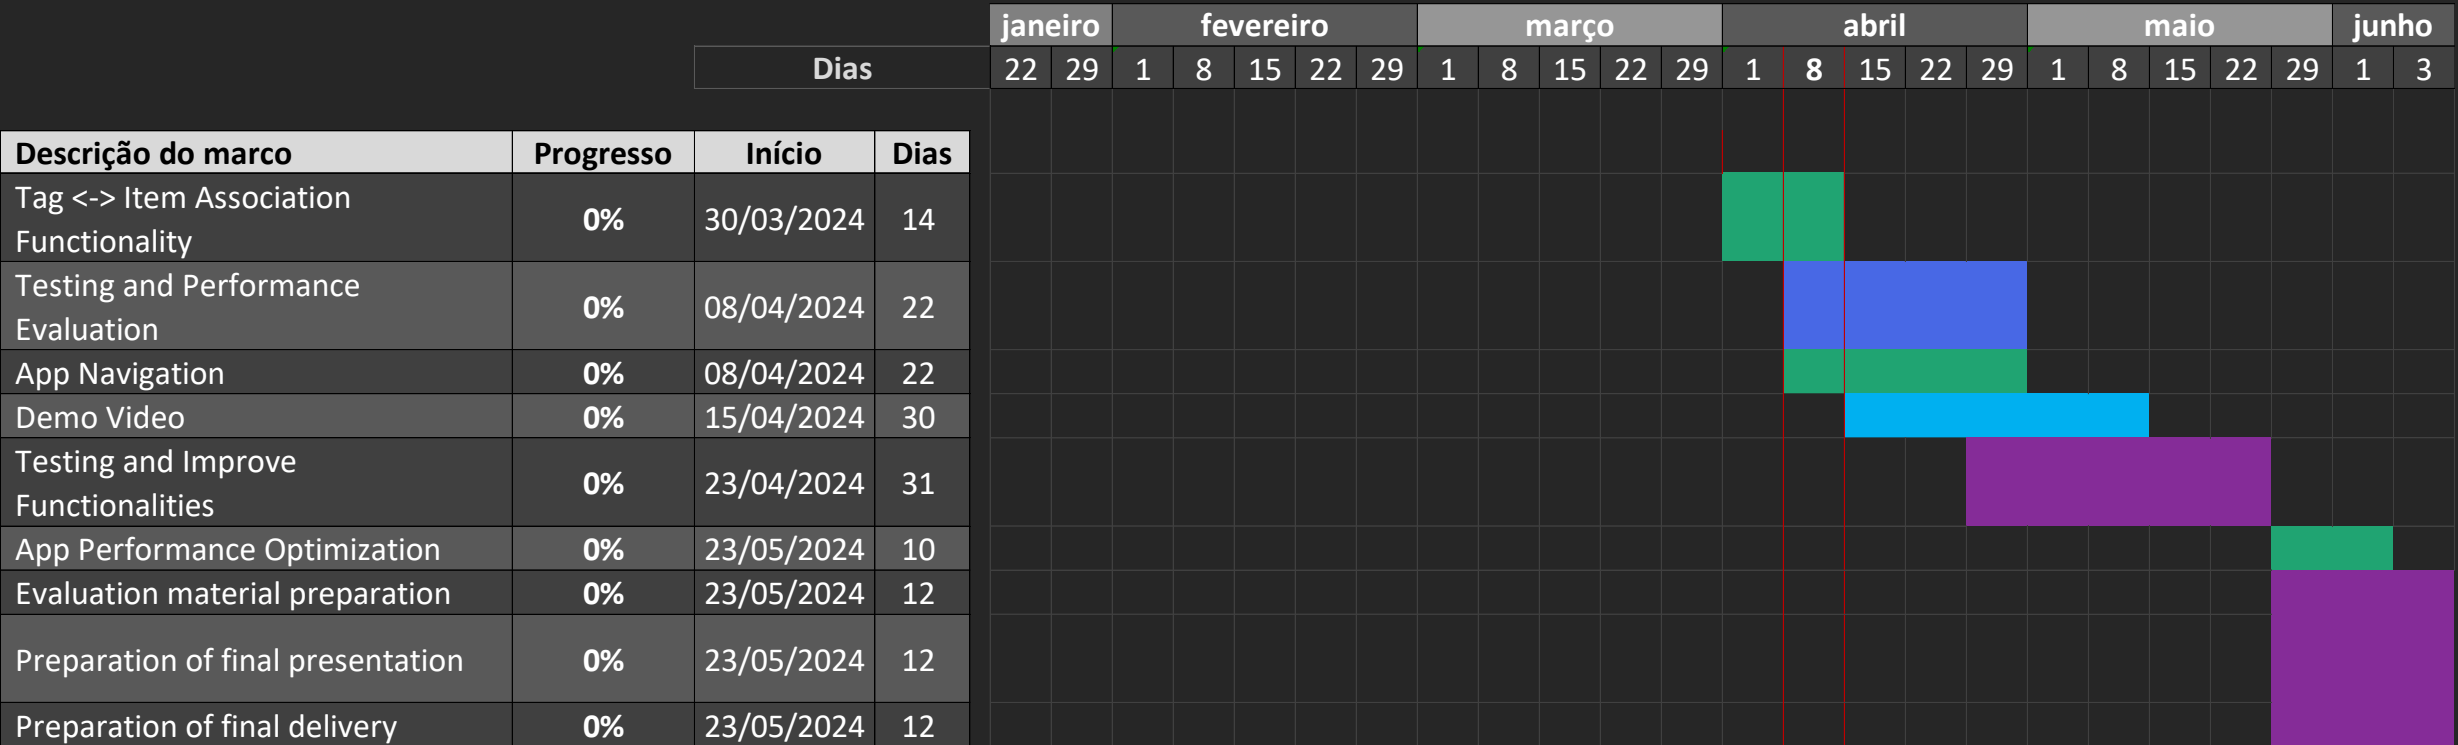 janeiro fevereiro março abril maio junho
Dias 22 29 1 8 15 22 29 1 8 15 22 29 1 8 15 22 29 1 8 15 22 29 1 3
Descrição do marco Progresso Início Dias
Tag <-> Item Association
Functionality 0% 30/03/2024 14
Testing and Performance
Evaluation 0% 08/04/2024 22
App Navigation 0% 08/04/2024 22
Demo Video 0% 15/04/2024 30
Testing and Improve
Functionalities 0% 23/04/2024 31
App Performance Optimization 0% 23/05/2024 10
Evaluation material preparation 0% 23/05/2024 12
Preparation of final presentation 0% 23/05/2024 12
Preparation of final delivery 0% 23/05/2024 12